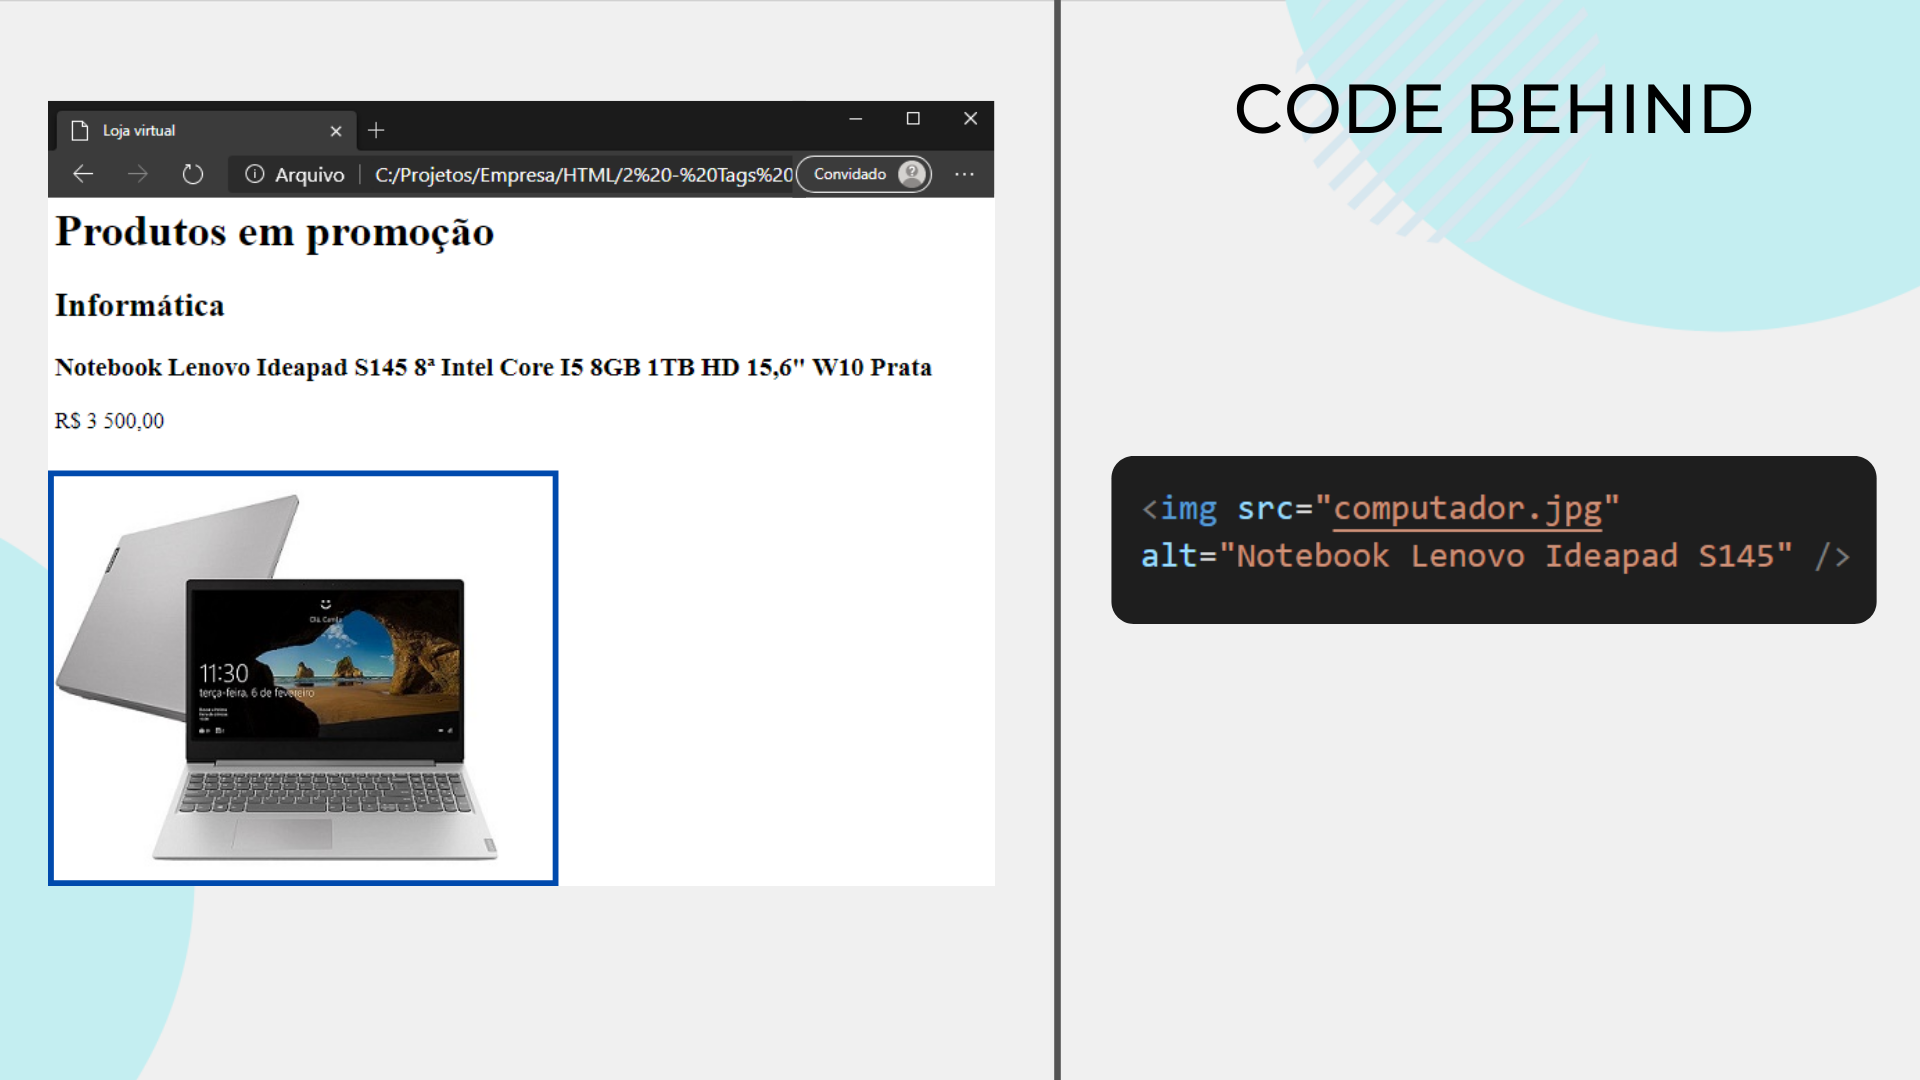 CODE BEHIND
Loja virtual
Arquivo C:/Projetos/Empresa/HTML/2%20-%20Tags%20 Convidado
Produtos em promoção
Informática
Notebook Lenovo Ideapad S145 8ª Intel Core I5 8GB 1TB HD 15,6" W10 Prata
R$ 3 500,00
Olá, Camila
11:30
terça-feira, 6 de fevereiro
<img src="computador.jpg"
alt="Notebook Lenovo Ideapad S145" />